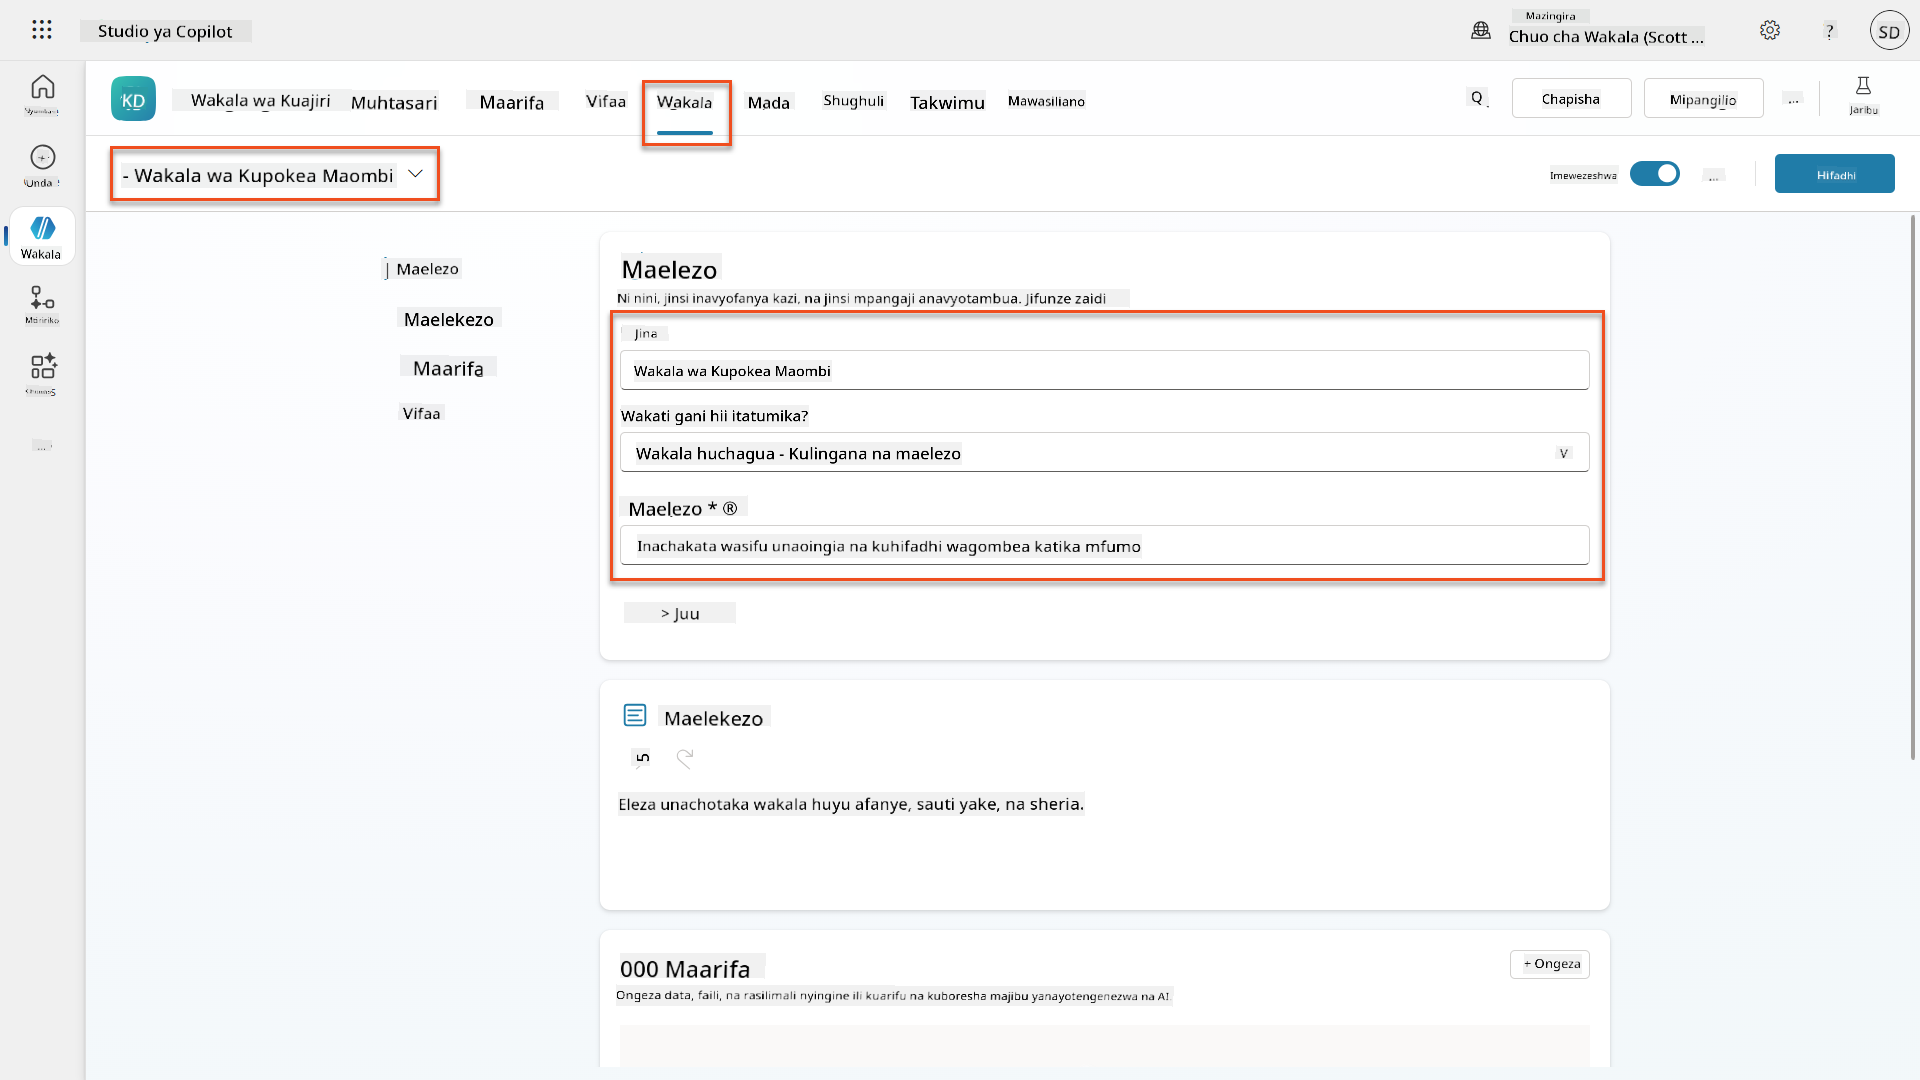 Studio ya Copilot
Mazingira
Chuo cha Wakala (Scott ...
?
SD
KD
Wakala wa Kuajiri
Muhtasari
Maarifa
Vifaa
Wakala
Mada
Shughuli
Takwimu
Mawasiliano
Q
Chapisha
Mipangilio
...
Jaribu
Unda
Wakala
...
- Wakala wa Kupokea Maombi
Imewezeshwa
...
Hifadhi
| Maelezo
Maelekezo
Maarifa
Vifaa
Maelezo
Ni nini, jinsi inavyofanya kazi, na jinsi mpangaji anavyotambua. Jifunze zaidi
Jina
Wakala wa Kupokea Maombi
Wakati gani hii itatumika?
Wakala huchagua - Kulingana na maelezo
V
Maelezo * ®
Inachakata wasifu unaoingia na kuhifadhi wagombea katika mfumo
> Juu
Maelekezo
5
Eleza unachotaka wakala huyu afanye, sauti yake, na sheria.
000 Maarifa
+ Ongeza
Ongeza data, faili, na rasilimali nyingine ili kuarifu na kuboresha majibu yanayotengenezwa na AI.